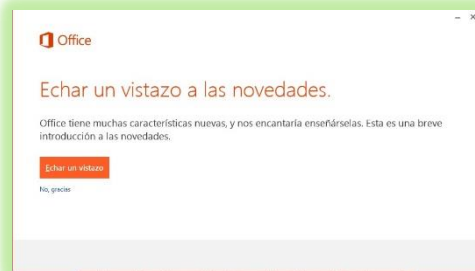 Office
Echar un vistazo a las novedades.
Office tiene muchas características nuevas, y nos encantaría enseñárselas. Esta es una breve
introducción a las novedades.
Echar un vistazo
No, gracias